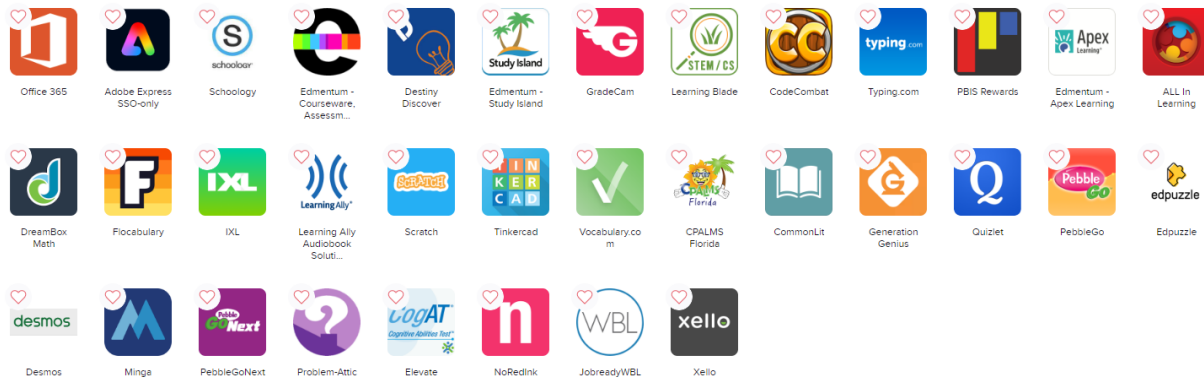 S
schoology
Study Island
G
STEM/CS
CC
typing.com
Apex
Learning
Office 365
Adobe Express
SSO-only
Schoology
Edmentum -
Courseware,
Assessm...
Destiny
Discover
Edmentum -
Study Island
GradeCam
Learning Blade
CodeCombat
Typing.com
PBIS Rewards
Edmentum -
Apex Learning
ALL In
Learning
d
F
IXL
Learning Ally
SCRATCH
TINKERCAD
CPALMS
Florida
G
Q
Pebble
Go
edpuzzle
DreamBox
Math
Flocabulary
IXL
Learning Ally
Audiobook
Soluti...
Scratch
Tinkercad
Vocabulary.co
m
CPALMS
Florida
CommonLit
Generation
Genius
Quizlet
PebbleGo
Edpuzzle
desmos
Pebble
GoNext
?
CogAT
Cognitive Abilities Test
n
WBL
xello
Desmos
Minga
PebbleGoNext
Problem-Attic
Elevate
NoRedInk
JobreadyWBL
Xello